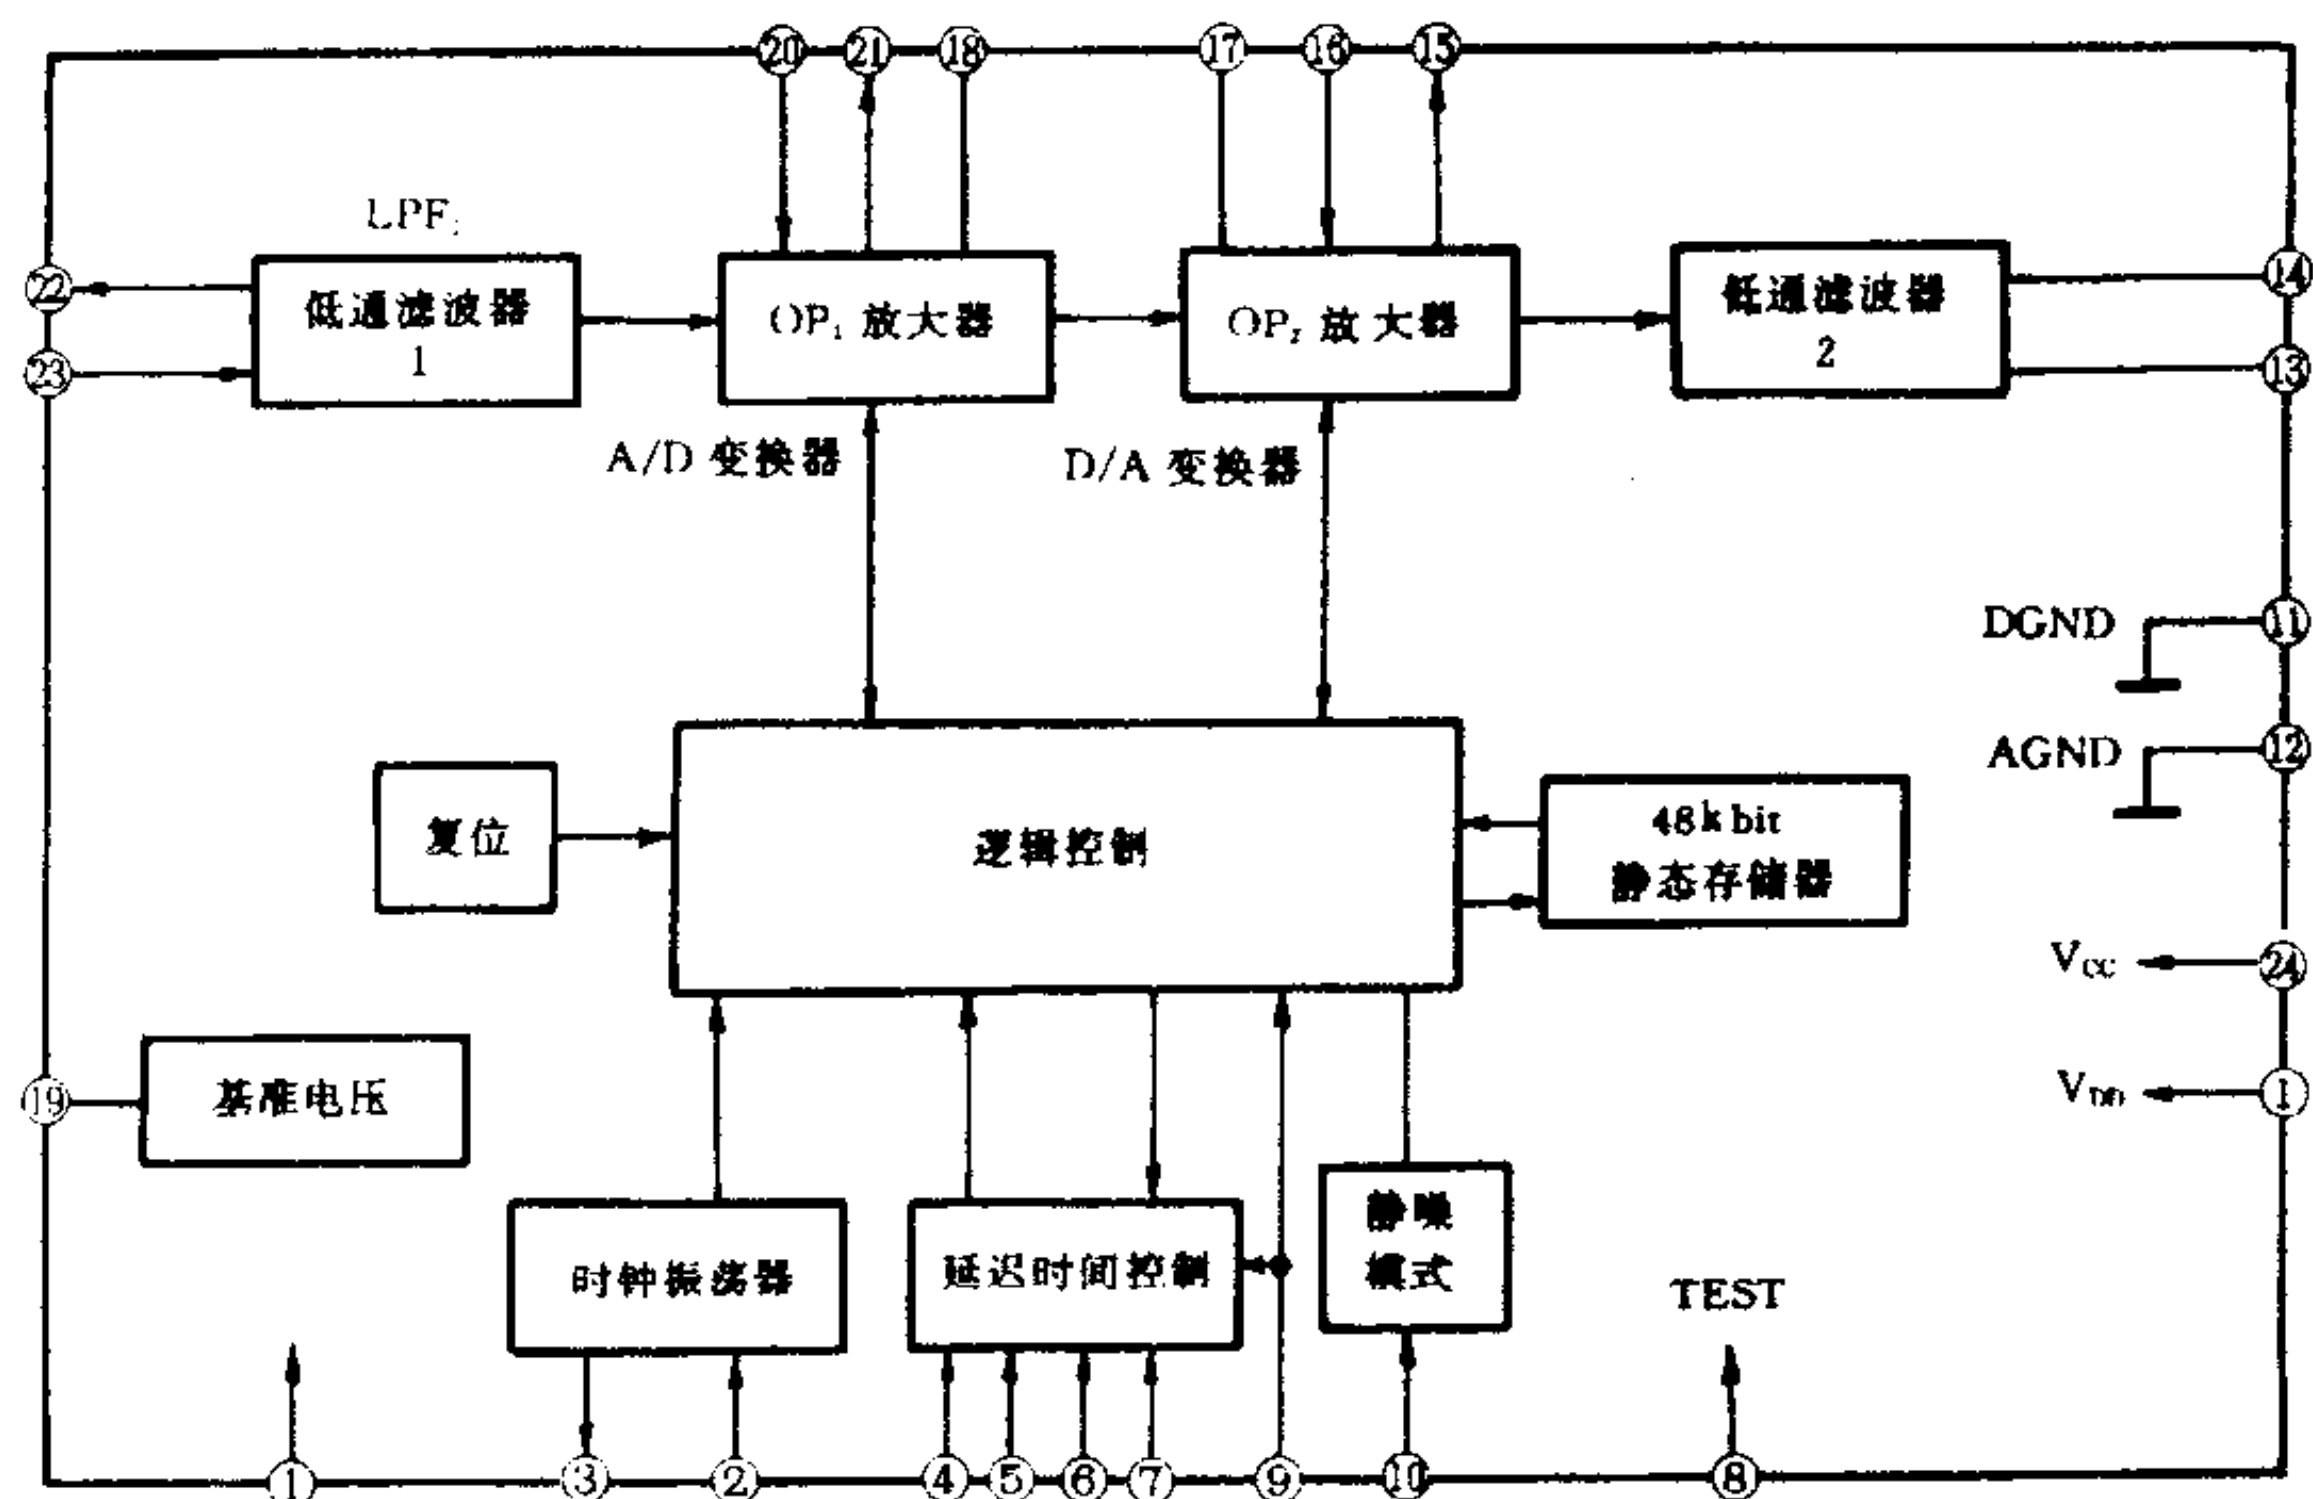 ⑳ ㉑ ⑱ ⑰ ⑯ ⑮
LPF₁
㉒
低通滤波器
1
㉓
OP₁ 放大器
OP₂ 放大器
低通滤波器
2
⑭
⑬
A/D 变换器
D/A 变换器
DGND ⑪
AGND ⑫
复位
逻辑控制
48k bit
静态存储器
V_CC ㉔
V_DD ①
⑲ 基准电压
时钟振荡器
延迟时间控制
静噪
模式
TEST
① ③ ② ④ ⑤ ⑥ ⑦ ⑨ ⑩ ⑧